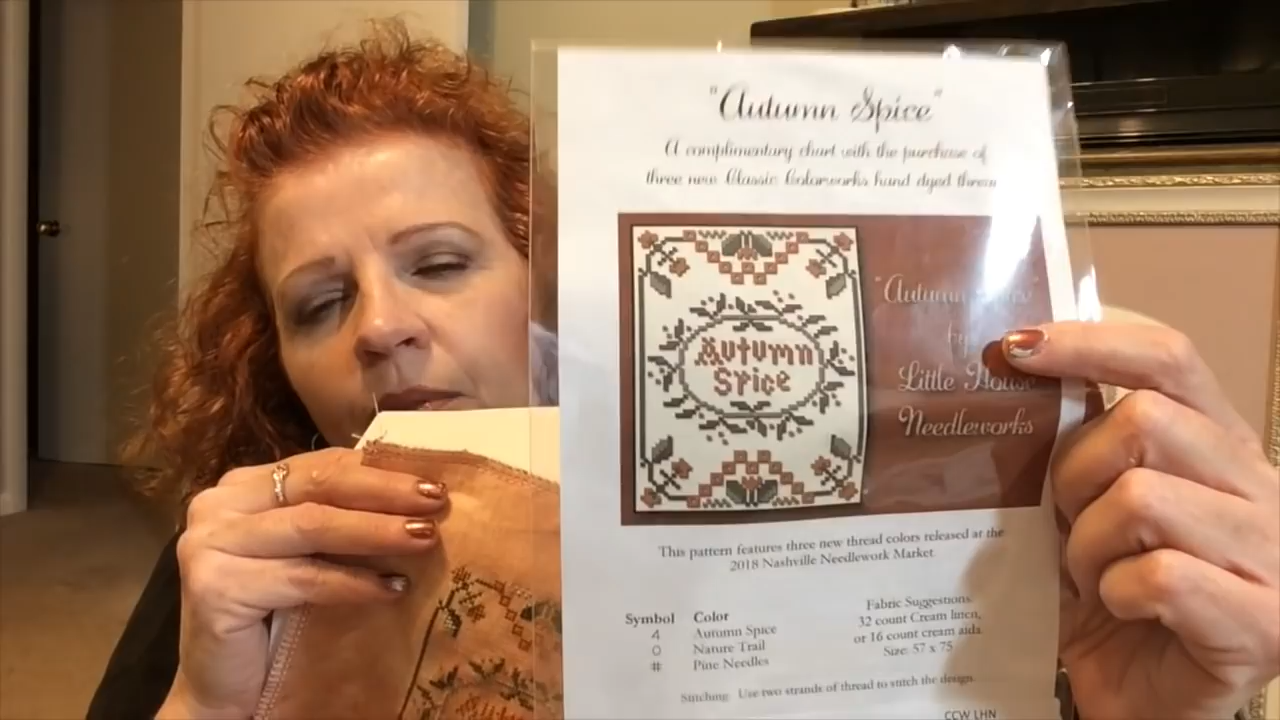 "Autumn Spice"
A complimentary chart with the purchase of
three new Classic Colorworks hand dyed
Autumn
Spice
"Autumn
by
Little House
Needleworks
This pattern features three new thread colors released at the
2018 Nashville Needlework Market
Symbol Color
4 Autumn Spice
O Nature Trail
# Pine Needles
Fabric Suggestions.
32 count Cream linen,
or 16 count cream aida.
Size: 57 x 75
Stitching: Use two strands of thread to stitch the design.
CCW LHN